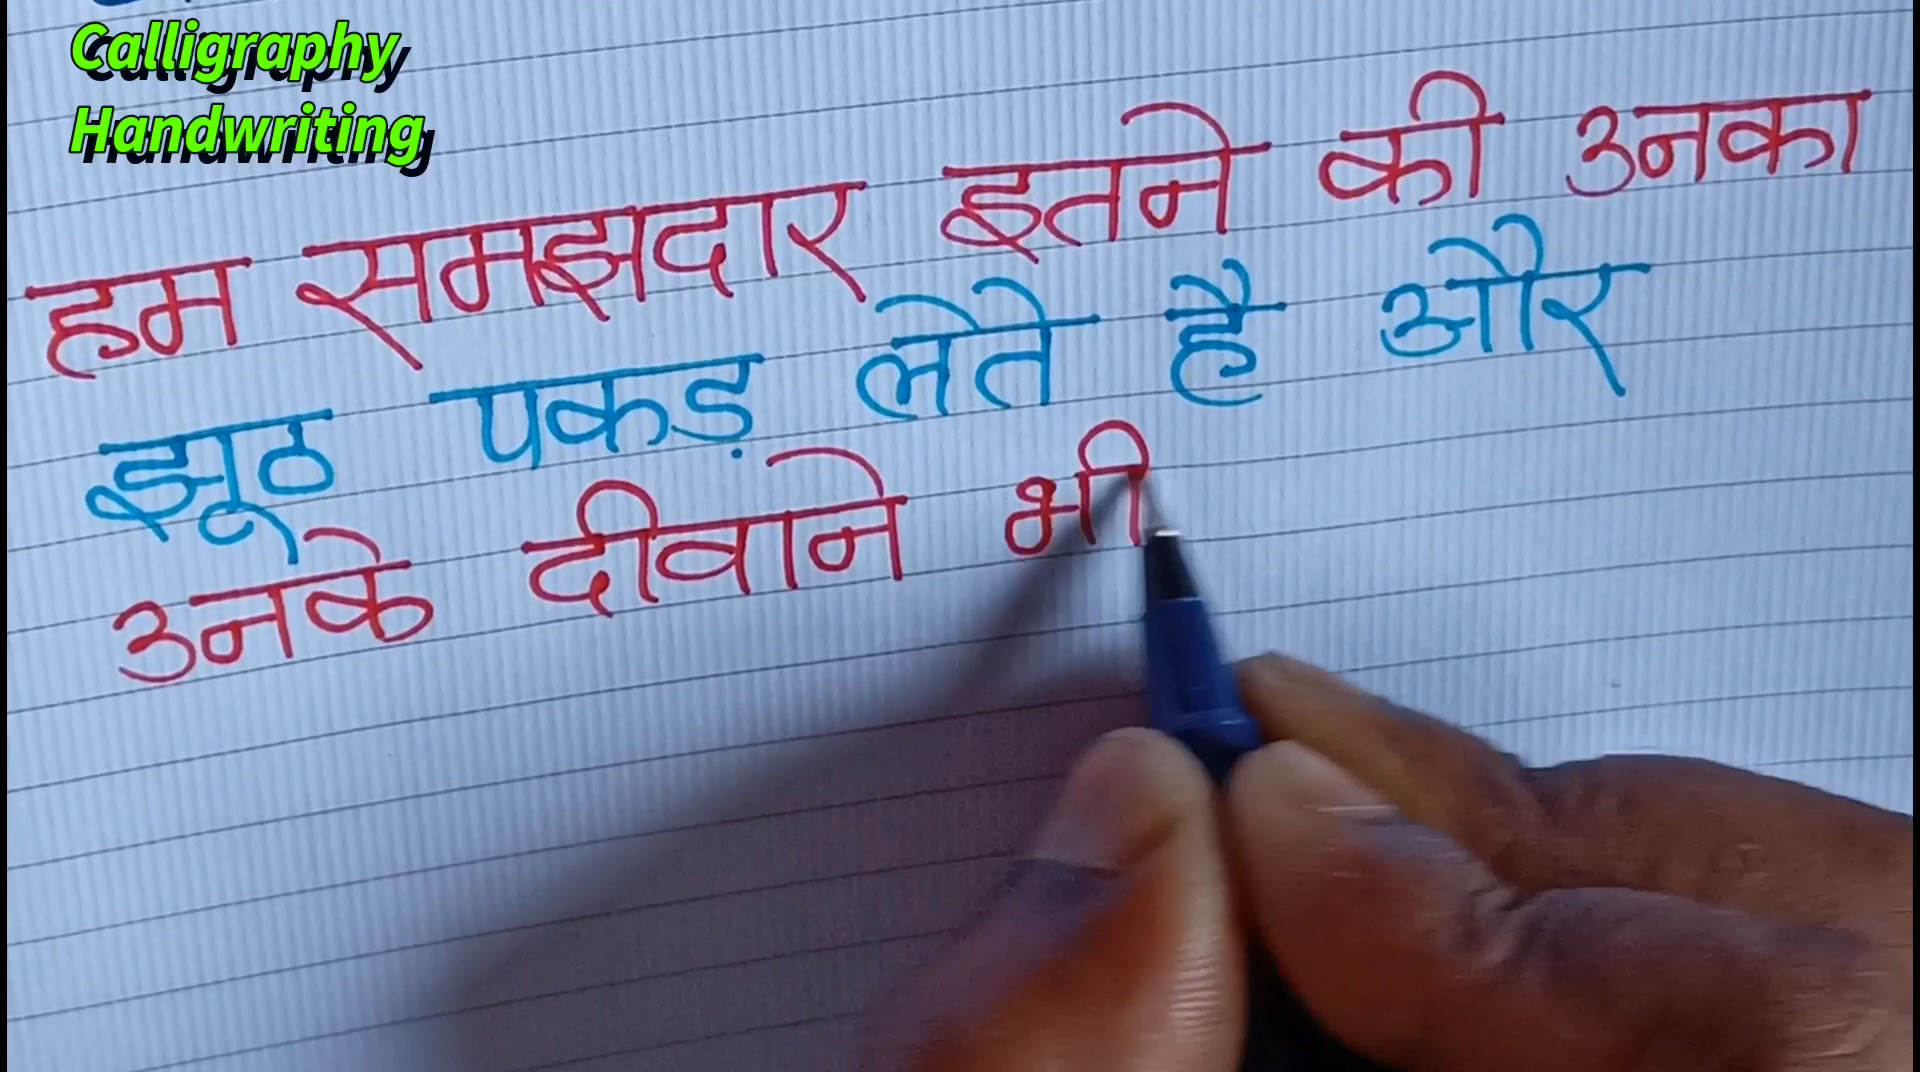 Calligraphy
Handwriting
हम समझदार इतने की उनका
झूठ पकड़ लेते है और
उनके दीवाने भी